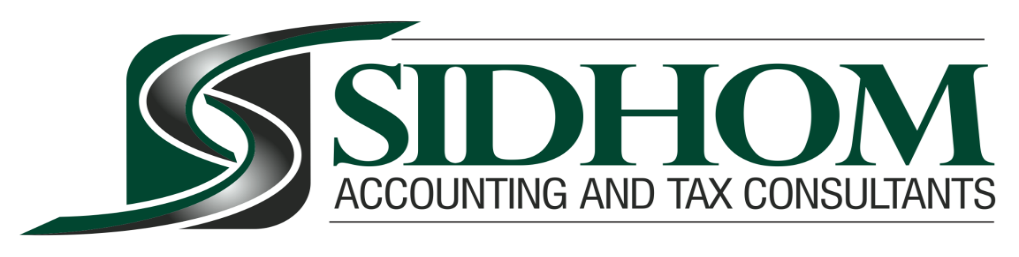 SIDHOM
ACCOUNTING AND TAX CONSULTANTS